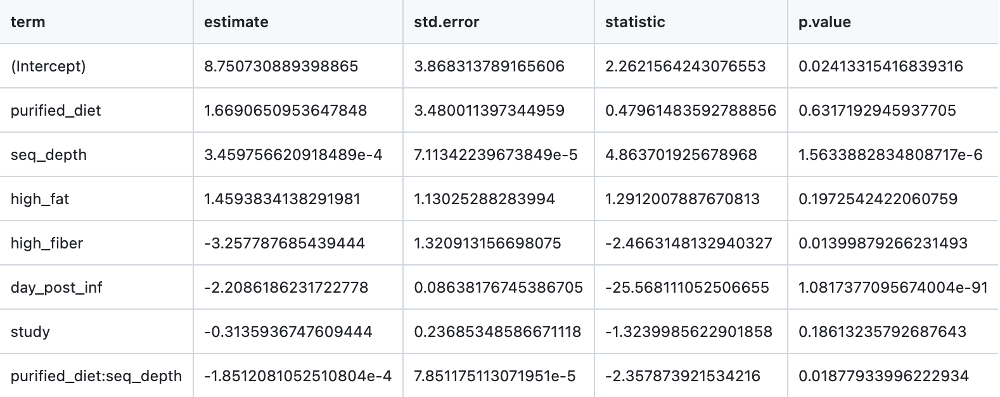 term estimate std.error statistic p.value
(Intercept) 8.750730889398865 3.868313789165606 2.2621564243076553 0.02413315416839316
purified_diet 1.6690650953647848 3.480011397344959 0.47961483592788856 0.6317192945937705
seq_depth 3.459756620918489e-4 7.11342239673849e-5 4.863701925678968 1.5633882834808717e-6
high_fat 1.4593834138291981 1.13025288283994 1.2912007887670813 0.1972542422060759
high_fiber -3.257787685439444 1.320913156698075 -2.4663148132940327 0.01399879266231493
day_post_inf -2.2086186231722778 0.08638176745386705 -25.568111052506655 1.0817377095674004e-91
study -0.3135936747609444 0.23685348586671118 -1.3239985622901858 0.18613235792687643
purified_diet:seq_depth -1.8512081052510804e-4 7.851175113071951e-5 -2.357873921534216 0.01877933996222934